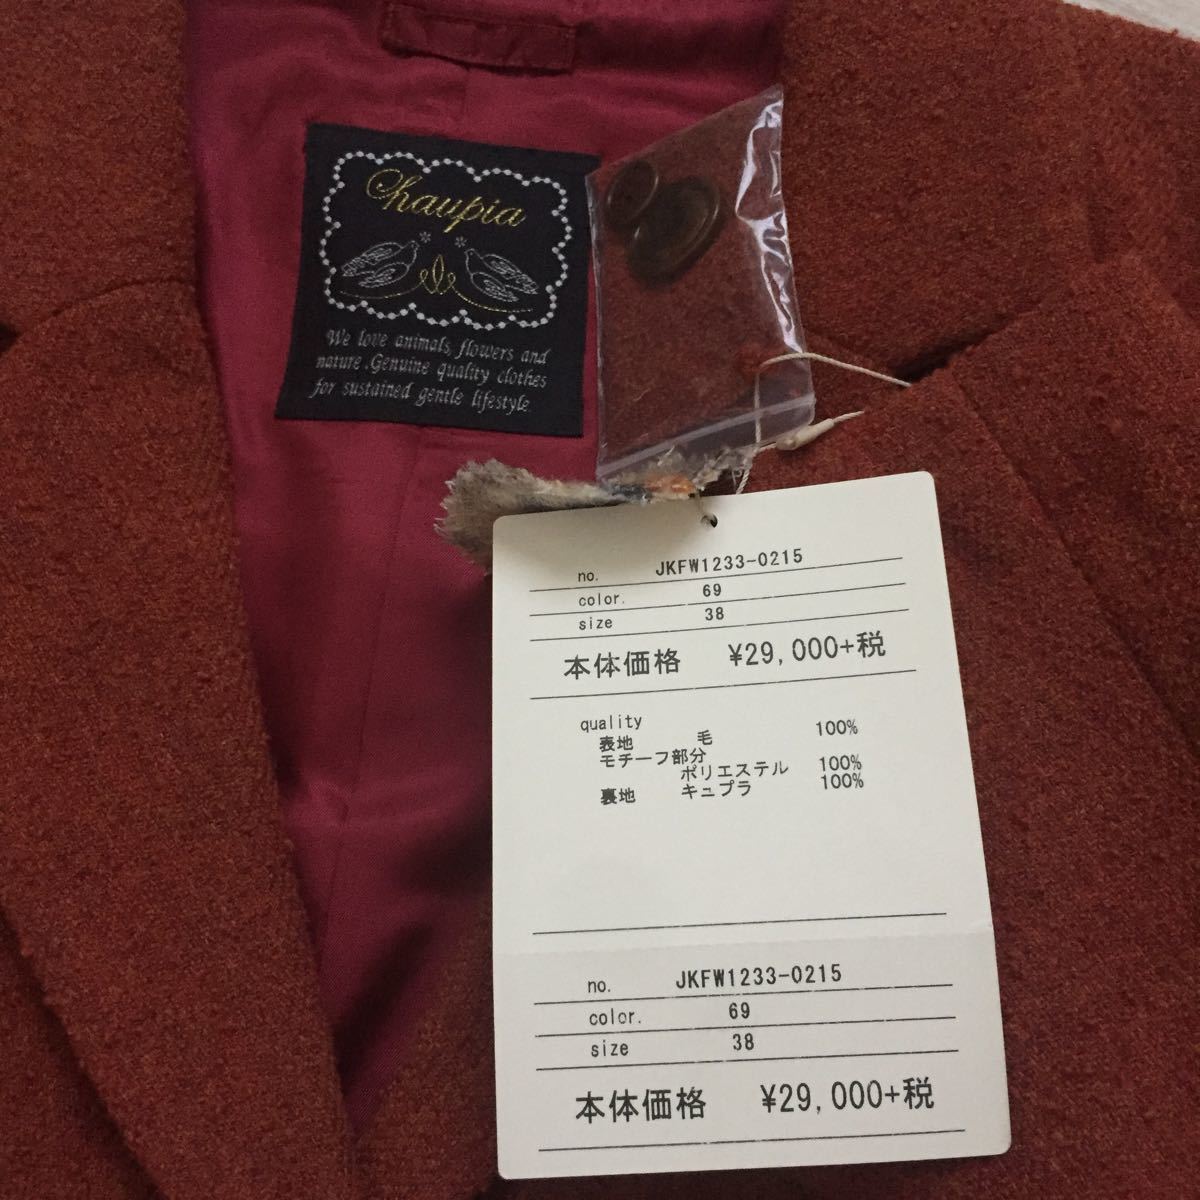 haupia
We love animals, flowers and
nature. Genuine quality clothes
for sustained gentle lifestyle.
no. JKFW1233-0215
color. 69
size 38
本体価格 ¥29,000+税
quality
表地 毛 100%
モチーフ部分
ポリエステル 100%
裏地 キュプラ 100%
no. JKFW1233-0215
color. 69
size 38
本体価格 ¥29,000+税